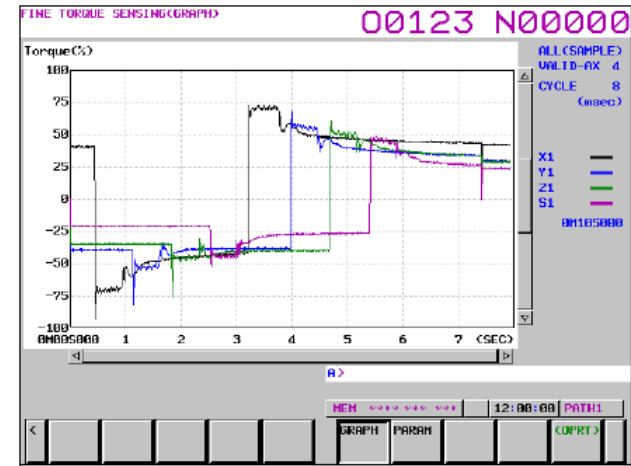 FINE TORQUE SENSING(GRAPH)
O0123 N00000
Torque(%)
ALL(SAMPLE)
VALID-AX 4
CYCLE 8
(msec)
100
75
50
25
0
-25
-50
-75
-100
X1
Y1
Z1
S1
0M105000
0M005000 1 2 3 4 5 6 7 (SEC)
A>
MEM **** *** *** 12:00:00 PATH1
< GRAPH PARAM (OPRT)